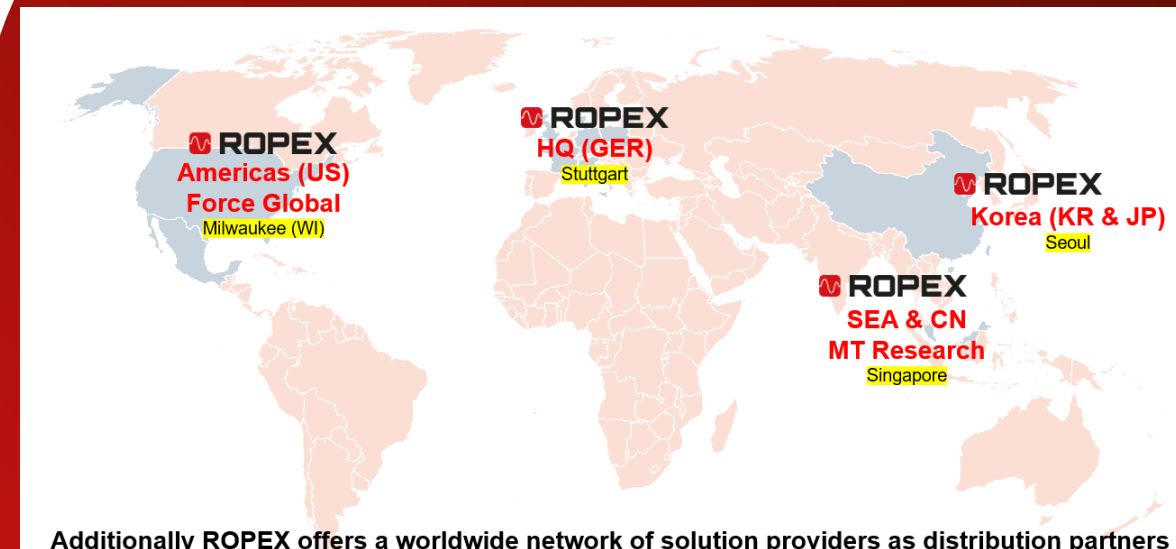 ROPEX
Americas (US)
Force Global
Milwaukee (WI)
ROPEX
HQ (GER)
Stuttgart
ROPEX
Korea (KR & JP)
Seoul
ROPEX
SEA & CN
MT Research
Singapore
Additionally ROPEX offers a worldwide network of solution providers as distribution partners